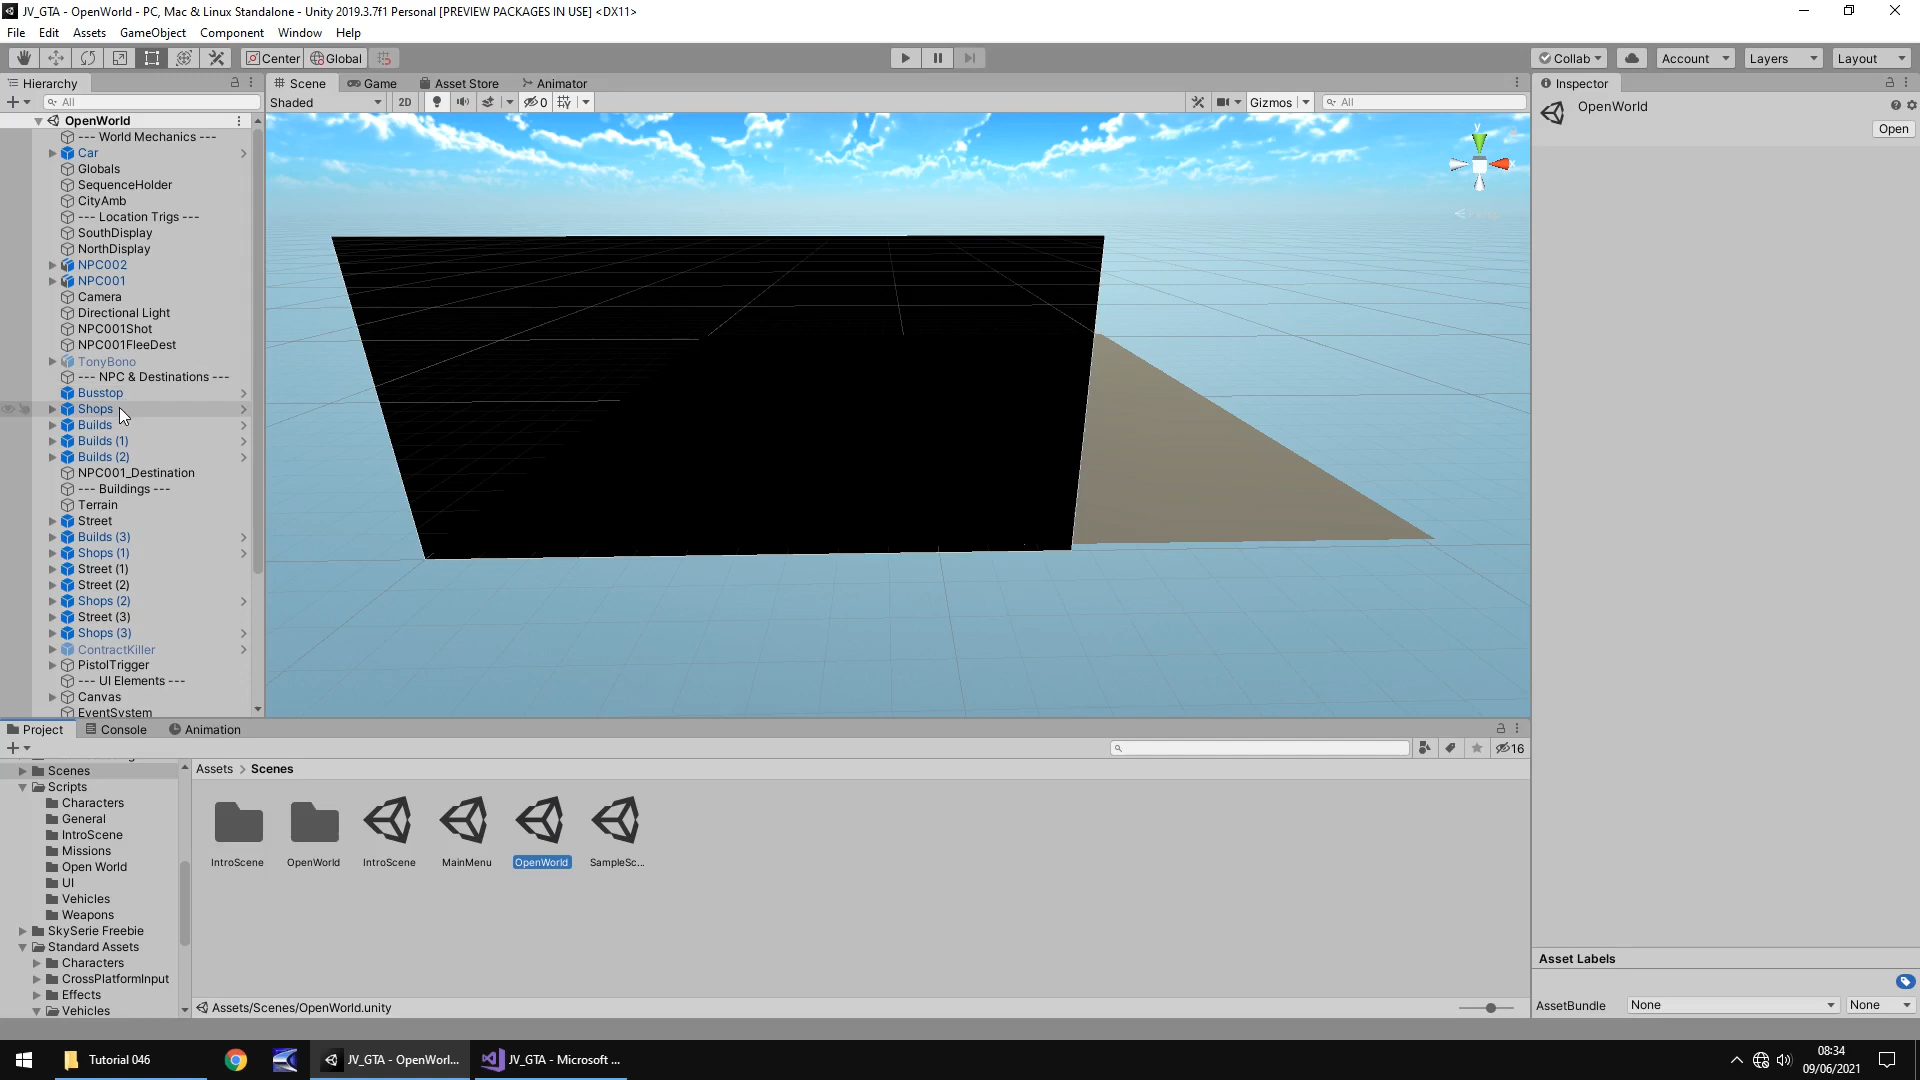 JV_GTA - OpenWorld - PC, Mac & Linux Standalone - Unity 2019.3.7f1 Personal [PREVIEW PACKAGES IN USE] <DX11>
File Edit Assets GameObject Component Window Help
Center Global Collab Account Layers Layout
Hierarchy
All
OpenWorld
--- World Mechanics ---
Car
Globals
SequenceHolder
CityAmb
--- Location Trigs ---
SouthDisplay
NorthDisplay
NPC002
NPC001
Camera
Directional Light
NPC001Shot
NPC001FleeDest
TonyBono
--- NPC & Destinations ---
Busstop
Shops
Builds
Builds (1)
Builds (2)
NPC001_Destination
--- Buildings ---
Terrain
Street
Builds (3)
Shops (1)
Street (1)
Street (2)
Shops (2)
Street (3)
Shops (3)
ContractKiller
PistolTrigger
--- UI Elements ---
Canvas
EventSystem
Scene Game Asset Store Animator
Shaded 2D 0 Gizmos All
y
x
Inspector
OpenWorld
Open
Project Console Animation
16
Scenes
Scripts
Characters
General
IntroScene
Missions
Open World
UI
Vehicles
Weapons
SkySerie Freebie
Standard Assets
Characters
CrossPlatformInput
Effects
Vehicles
Assets > Scenes
IntroScene OpenWorld IntroScene MainMenu OpenWorld SampleSc...
Assets/Scenes/OpenWorld.unity
Asset Labels
AssetBundle None None
Tutorial 046
JV_GTA - OpenWorl...
JV_GTA - Microsoft ...
08:34
09/06/2021